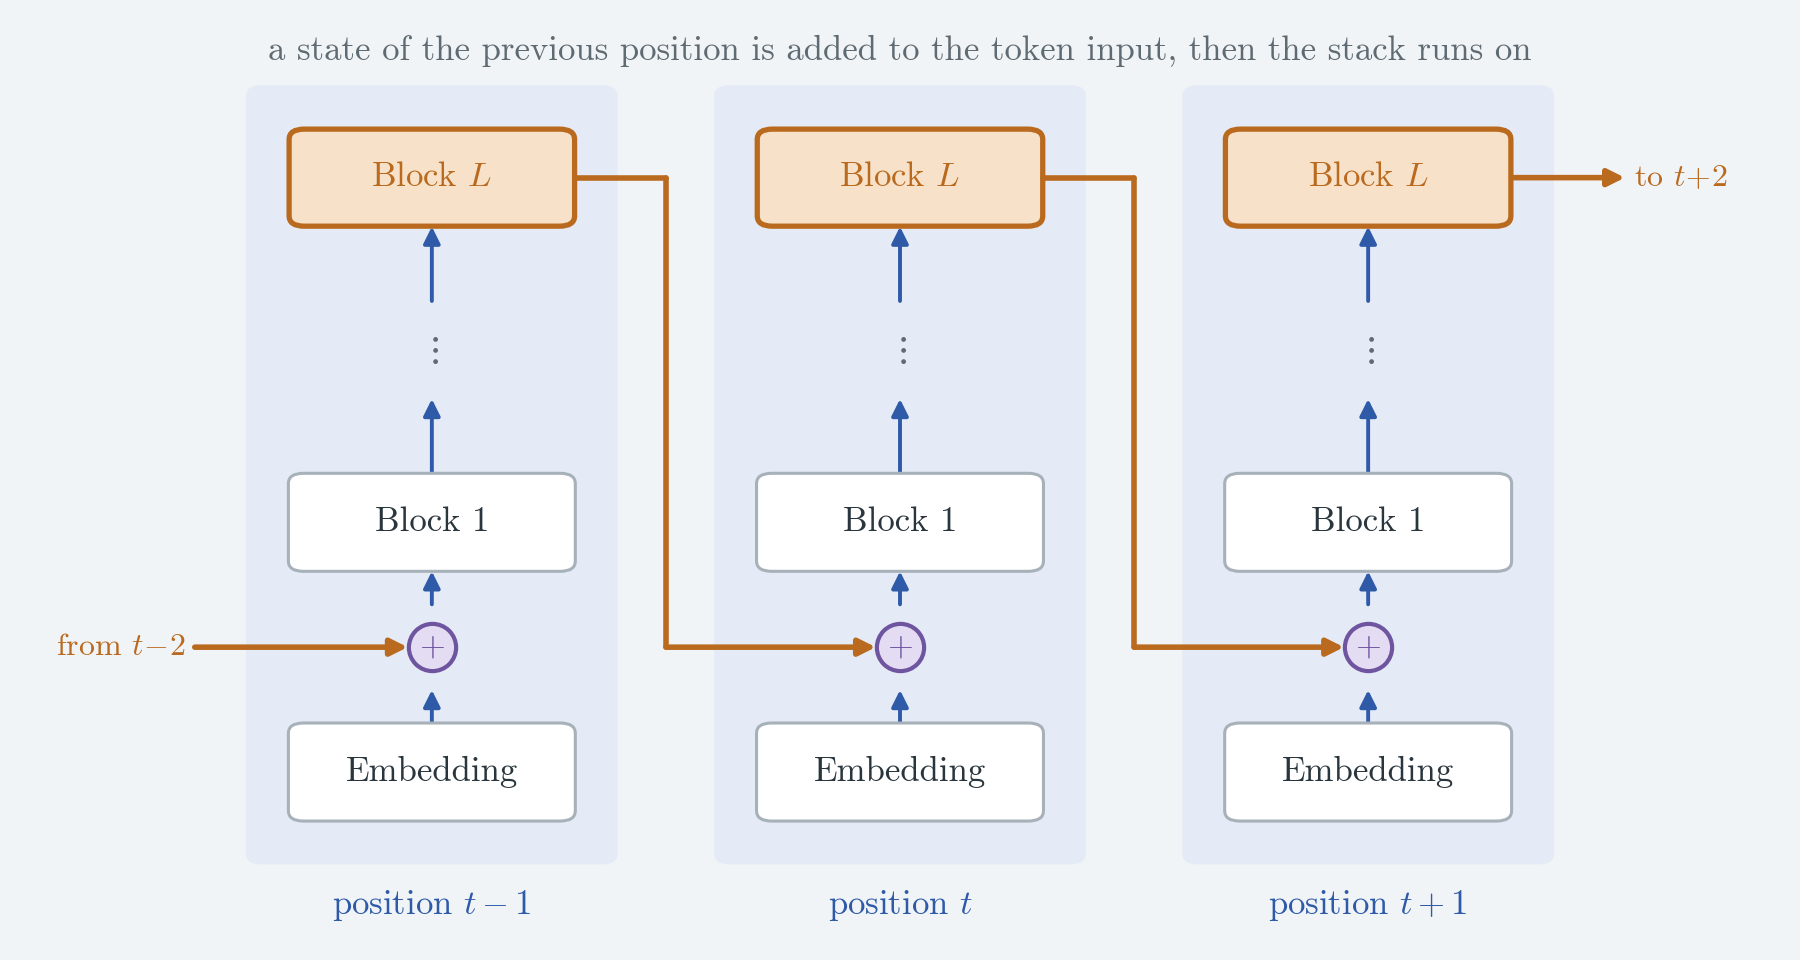 a state of the previous position is added to the token input, then the stack runs on
Block L
Block L
Block L
to t+2
⋮
⋮
⋮
Block 1
Block 1
Block 1
from t−2
+
+
+
Embedding
Embedding
Embedding
position t − 1
position t
position t + 1